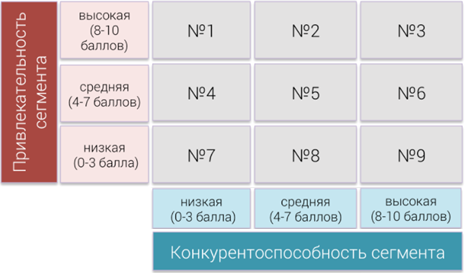 Привлекательность
сегмента
высокая
(8-10
баллов)
№1
№2
№3
средняя
(4-7 баллов)
№4
№5
№6
низкая
(0-3 балла)
№7
№8
№9
низкая
(0-3 балла)
средняя
(4-7 баллов)
высокая
(8-10 баллов)
Конкурентоспособность сегмента